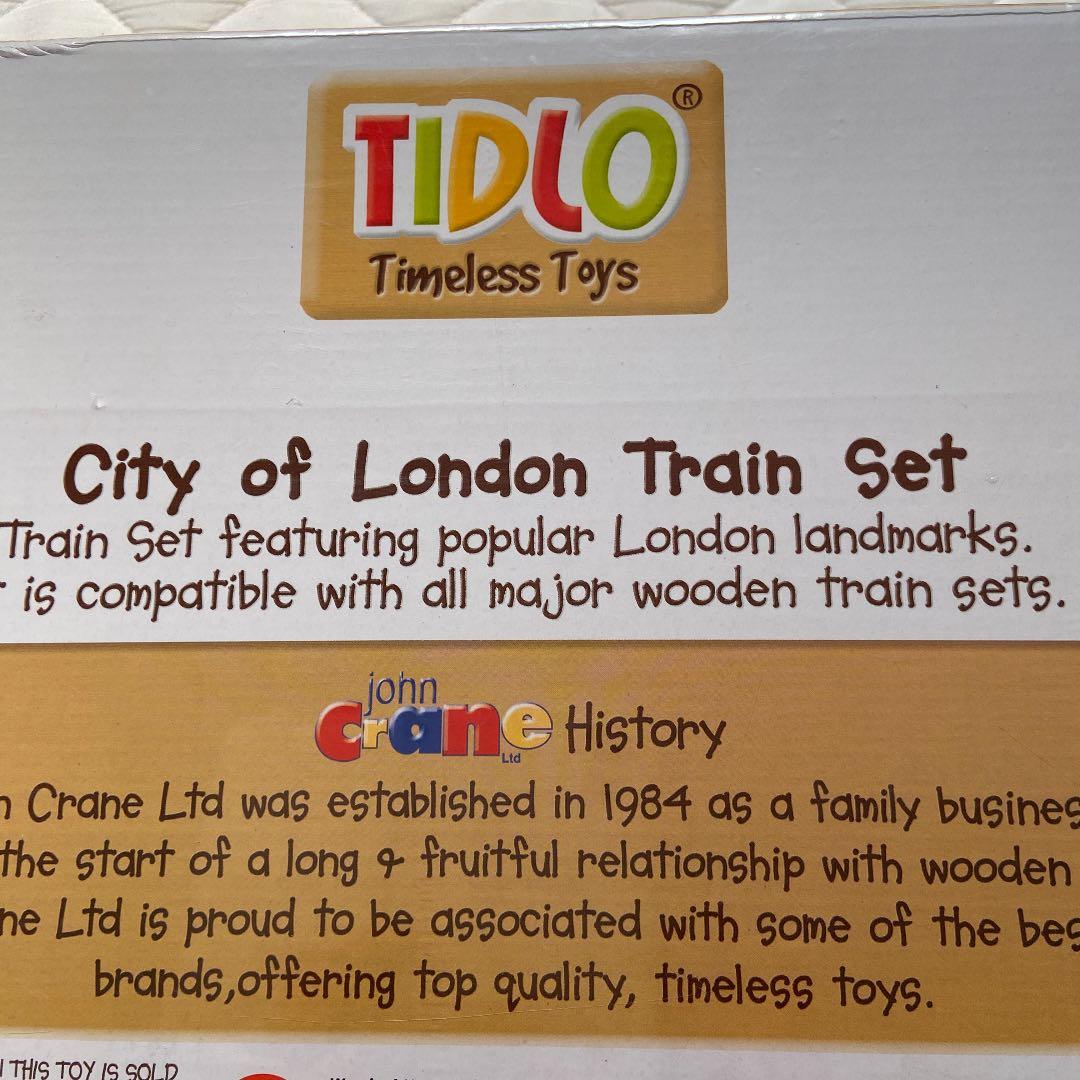 TIDLO®
Timeless Toys
City of London Train Set
Train Set featuring popular London landmarks.
is compatible with all major wooden train sets.
john
crane
Ltd
History
Crane Ltd was established in 1984 as a family
the start of a long & fruitful relationship with wooden
Ltd is proud to be associated with some of the
brands,offering top quality, timeless toys.
THIS TOY IS SOLD